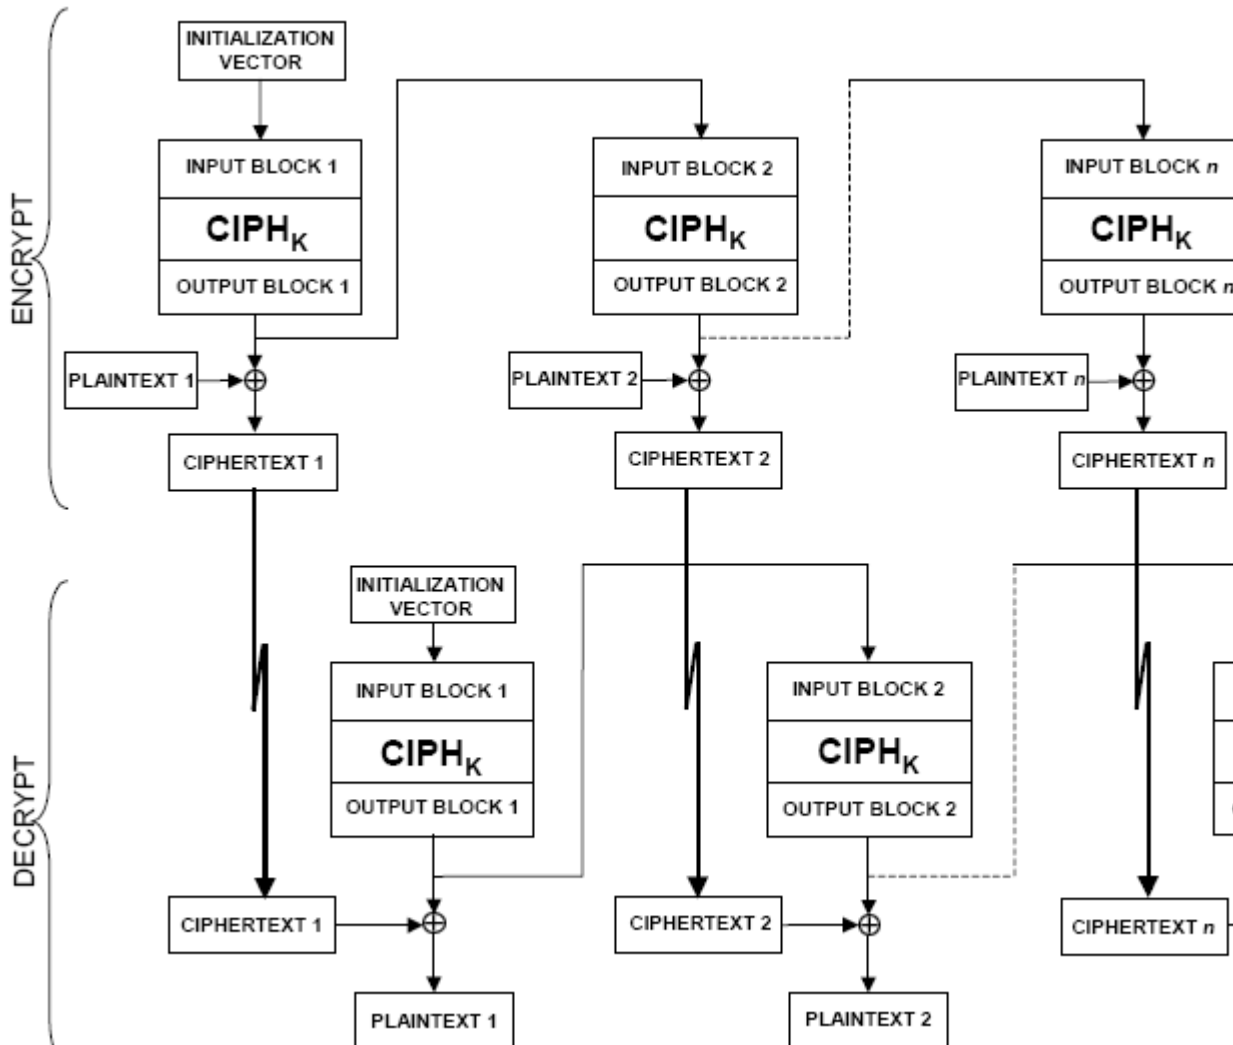 ENCRYPT
INITIALIZATION
VECTOR
INPUT BLOCK 1
INPUT BLOCK 2
INPUT BLOCK n
CIPHK
CIPHK
CIPHK
OUTPUT BLOCK 1
OUTPUT BLOCK 2
OUTPUT BLOCK n
PLAINTEXT 1
PLAINTEXT 2
PLAINTEXT n
CIPHERTEXT 1
CIPHERTEXT 2
CIPHERTEXT n
DECRYPT
INITIALIZATION
VECTOR
INPUT BLOCK 1
INPUT BLOCK 2
CIPHK
CIPHK
OUTPUT BLOCK 1
OUTPUT BLOCK 2
CIPHERTEXT 1
CIPHERTEXT 2
CIPHERTEXT n
PLAINTEXT 1
PLAINTEXT 2